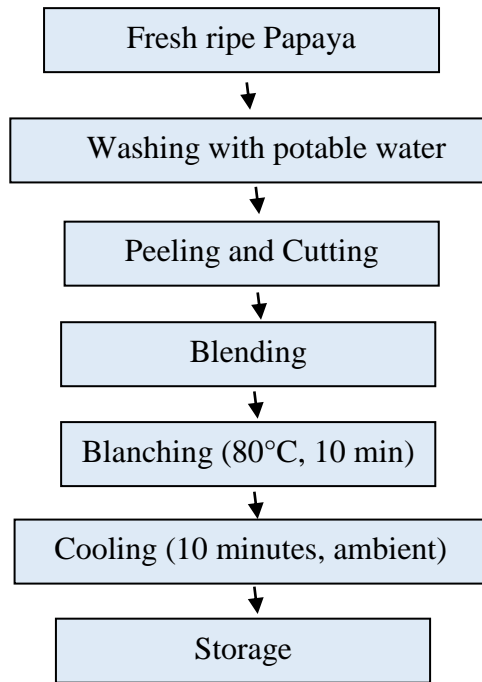 Fresh ripe Papaya
Washing with potable water
Peeling and Cutting
Blending
Blanching (80°C, 10 min)
Cooling (10 minutes, ambient)
Storage